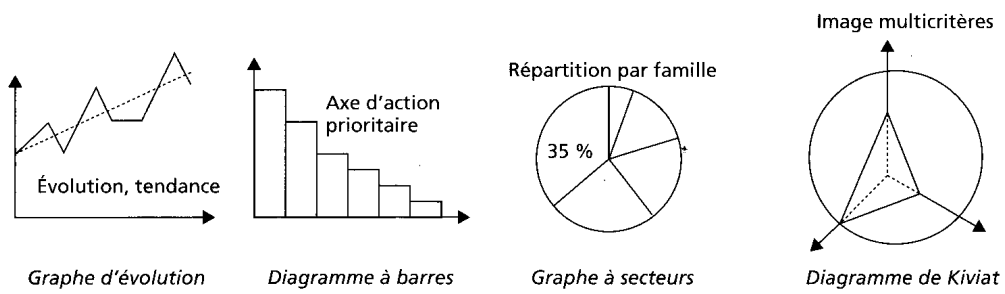 Image multicritères
Répartition par famille
Axe d'action
prioritaire
35 %
Évolution, tendance
Graphe d'évolution
Diagramme à barres
Graphe à secteurs
Diagramme de Kiviat